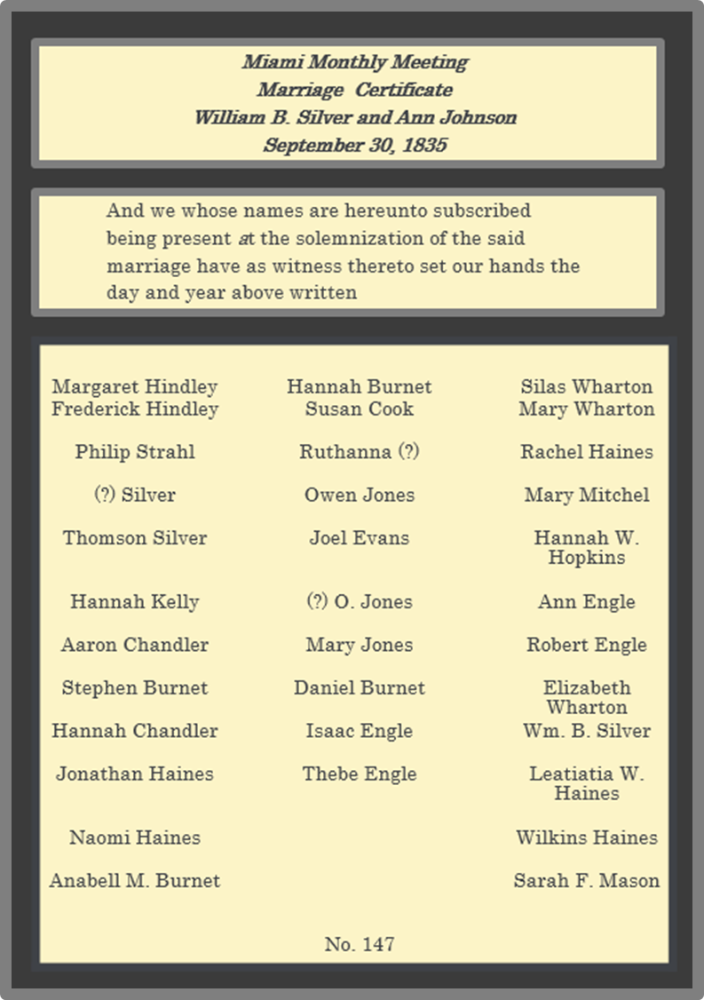 Miami Monthly Meeting
Marriage Certificate
William B. Silver and Ann Johnson
September 30, 1835
And we whose names are hereunto subscribed
being present at the solemnization of the said
marriage have as witness thereto set our hands the
day and year above written
Margaret Hindley
Frederick Hindley
Philip Strahl
(?) Silver
Thomson Silver
Hannah Kelly
Aaron Chandler
Stephen Burnet
Hannah Chandler
Jonathan Haines
Naomi Haines
Anabell M. Burnet
Hannah Burnet
Susan Cook
Ruthanna (?)
Owen Jones
Joel Evans
(?) O. Jones
Mary Jones
Daniel Burnet
Isaac Engle
Thebe Engle
Silas Wharton
Mary Wharton
Rachel Haines
Mary Mitchel
Hannah W.
Hopkins
Ann Engle
Robert Engle
Elizabeth
Wharton
Wm. B. Silver
Leatiatia W.
Haines
Wilkins Haines
Sarah F. Mason
No. 147